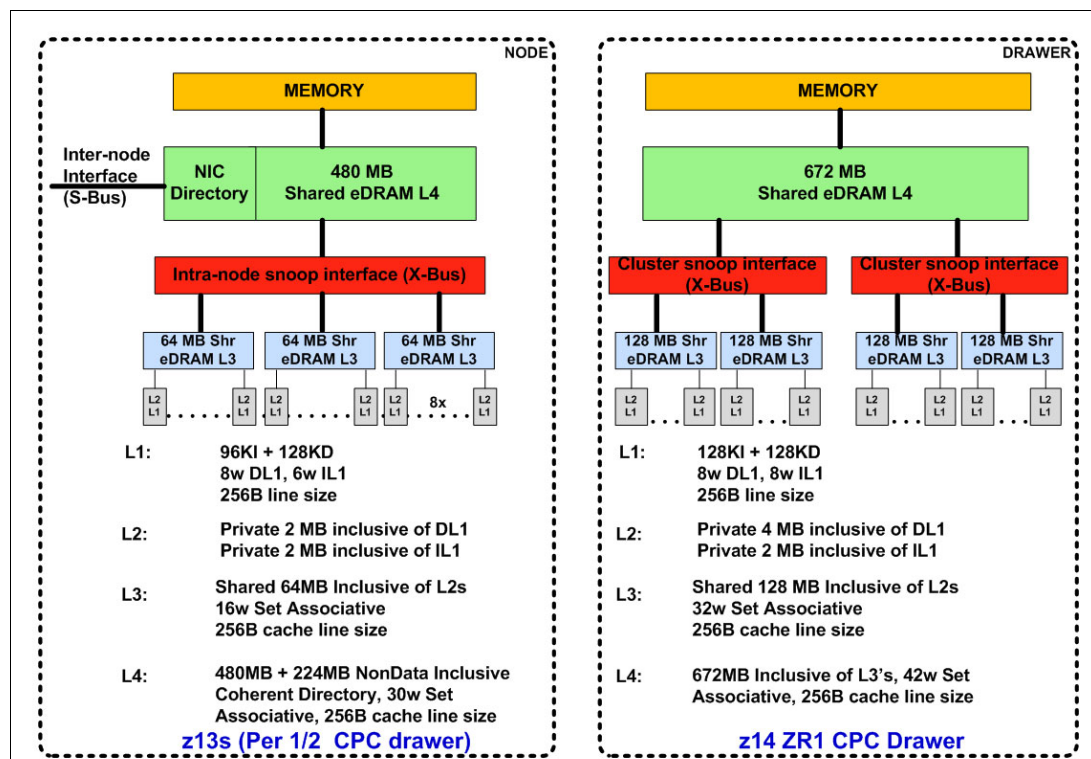 NODE
MEMORY
Inter-node
Interface
(S-Bus)
NIC
Directory
480 MB
Shared eDRAM L4
Intra-node snoop interface (X-Bus)
64 MB Shr
eDRAM L3
64 MB Shr
eDRAM L3
64 MB Shr
eDRAM L3
L2
L1
L2
L1
L2
L1
L2
L1
L2
L1
8x
L2
L1
L1:
96KI + 128KD
8w DL1, 6w IL1
256B line size
L2:
Private 2 MB inclusive of DL1
Private 2 MB inclusive of IL1
L3:
Shared 64MB Inclusive of L2s
16w Set Associative
256B cache line size
L4:
480MB + 224MB NonData Inclusive
Coherent Directory, 30w Set
Associative, 256B cache line size
z13s (Per 1/2 CPC drawer)
DRAWER
MEMORY
672 MB
Shared eDRAM L4
Cluster snoop interface
(X-Bus)
Cluster snoop interface
(X-Bus)
128 MB Shr
eDRAM L3
128 MB Shr
eDRAM L3
128 MB Shr
eDRAM L3
128 MB Shr
eDRAM L3
L2
L1
L2
L1
L2
L1
L2
L1
L2
L1
L2
L1
L2
L1
L2
L1
L1:
128KI + 128KD
8w DL1, 8w IL1
256B line size
L2:
Private 4 MB inclusive of DL1
Private 2 MB inclusive of IL1
L3:
Shared 128 MB Inclusive of L2s
32w Set Associative
256B cache line size
L4:
672MB Inclusive of L3's, 42w Set
Associative, 256B cache line size
z14 ZR1 CPC Drawer